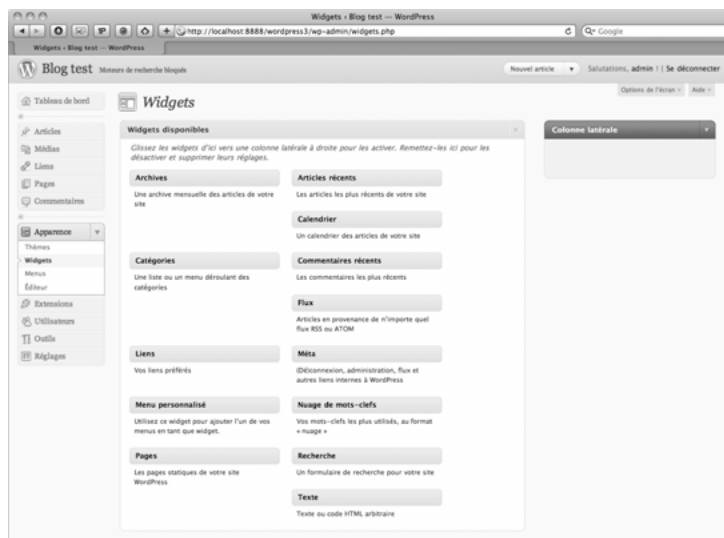 Widgets ‹ Blog test — WordPress
http://localhost:8888/wordpress3/wp-admin/widgets.php
Google
Widgets ‹ Blog test — WordPress
Blog test
Moteurs de recherche bloqués
Nouvel article
Salutations, admin ! | Se déconnecter
Options de l'écran
Aide
Tableau de bord
Articles
Médias
Liens
Pages
Commentaires
Apparence
Thèmes
Widgets
Menus
Éditeur
Extensions
Utilisateurs
Outils
Réglages
Widgets
Widgets disponibles
Glissez les widgets d'ici vers une colonne latérale à droite pour les activer. Remettez-les ici pour les
désactiver et supprimer leurs réglages.
Archives
Une archive mensuelle des articles de votre
site
Articles récents
Les articles les plus récents de votre site
Calendrier
Un calendrier des articles de votre site
Catégories
Une liste ou un menu déroulant des
catégories
Commentaires récents
Les commentaires les plus récents
Flux
Articles en provenance de n'importe quel
flux RSS ou ATOM
Liens
Vos liens préférés
Méta
(Dé)connexion, administration, flux et
autres liens internes à WordPress
Menu personnalisé
Utilisez ce widget pour ajouter l'un de vos
menus en tant que widget.
Nuage de mots-clefs
Vos mots-clefs les plus utilisés, au format
« nuage »
Pages
Les pages statiques de votre site
WordPress
Recherche
Un formulaire de recherche pour votre site
Texte
Texte ou code HTML arbitraire
Colonne latérale